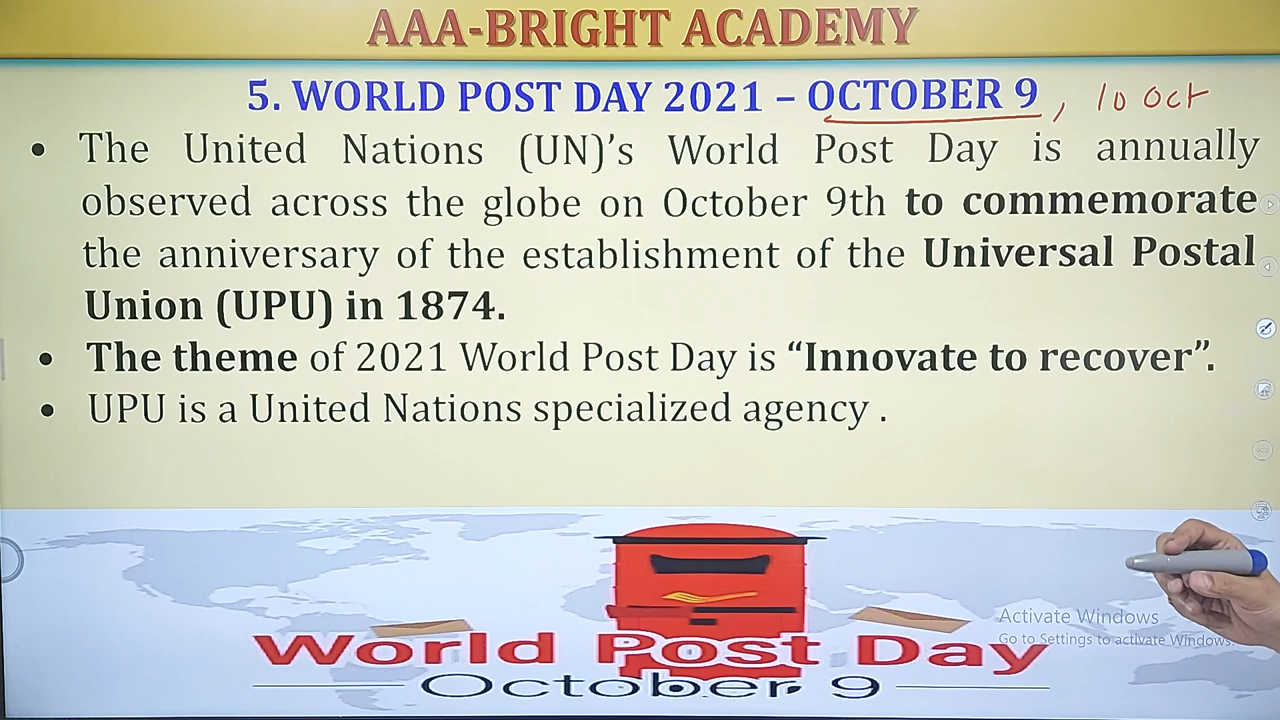 AAA-BRIGHT ACADEMY
5. WORLD POST DAY 2021 – OCTOBER 9 , 10 Oct
• The United Nations (UN)’s World Post Day is annually
observed across the globe on October 9th to commemorate
the anniversary of the establishment of the Universal Postal
Union (UPU) in 1874.
• The theme of 2021 World Post Day is “Innovate to recover”.
• UPU is a United Nations specialized agency .
Activate Windows
Go to Settings to activate Windows.
World Post Day
October 9